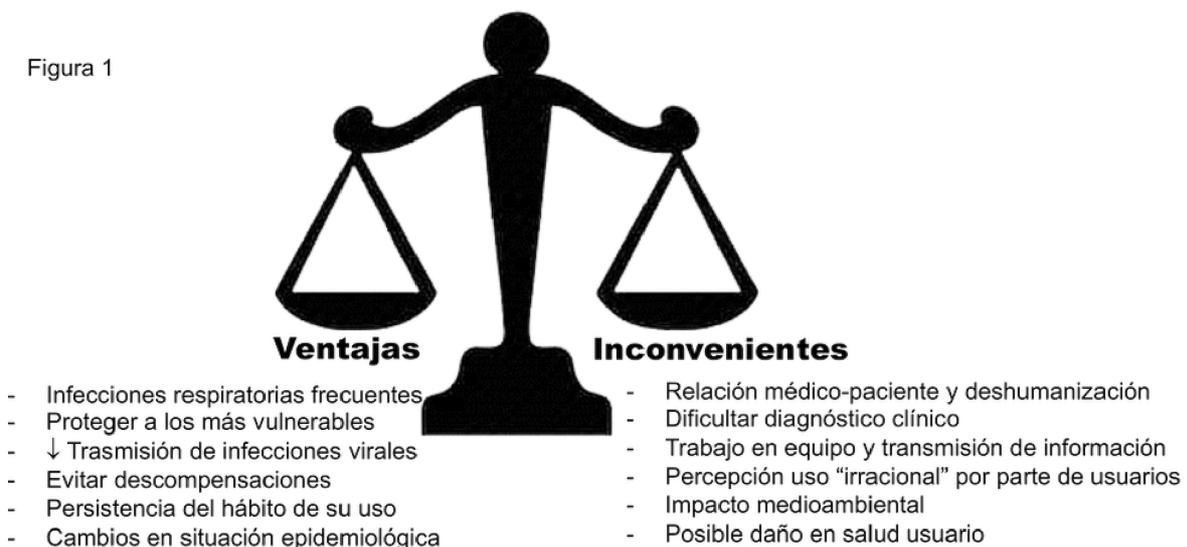 Figura 1
Ventajas
- Infecciones respiratorias frecuentes
- Proteger a los más vulnerables
- ↓ Trasmisión de infecciones virales
- Evitar descompensaciones
- Persistencia del hábito de su uso
- Cambios en situación epidemiológica
Inconvenientes
- Relación médico-paciente y deshumanización
- Dificultar diagnóstico clínico
- Trabajo en equipo y transmisión de información
- Percepción uso “irracional” por parte de usuarios
- Impacto medioambiental
- Posible daño en salud usuario